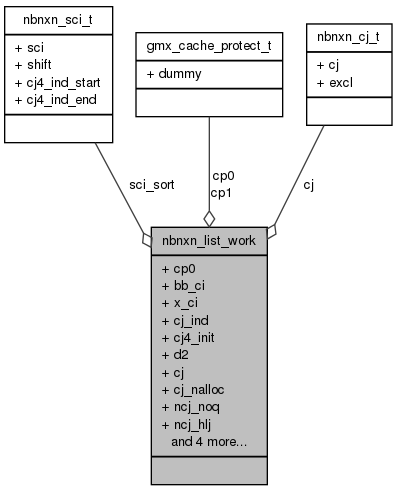 nbnxn_sci_t
+ sci
+ shift
+ cj4_ind_start
+ cj4_ind_end
gmx_cache_protect_t
+ dummy
nbnxn_cj_t
+ cj
+ excl
sci_sort
cp0
cp1
cj
nbnxn_list_work
+ cp0
+ bb_ci
+ x_ci
+ cj_ind
+ cj4_init
+ d2
+ cj
+ cj_nalloc
+ ncj_noq
+ ncj_hlj
and 4 more...